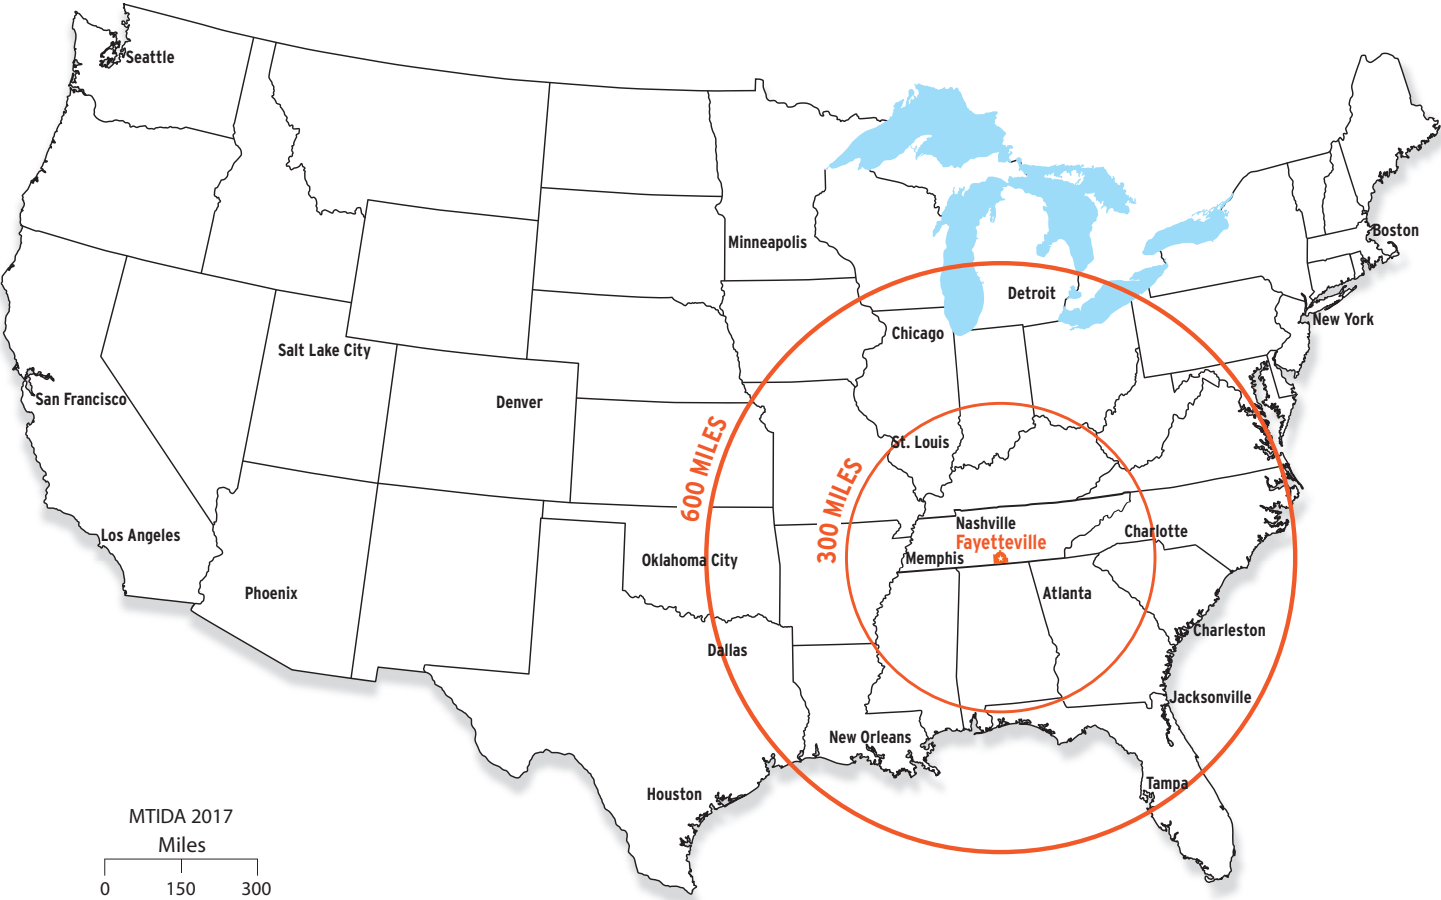 Seattle
Boston
Minneapolis
Detroit
New York
Chicago
Salt Lake City
San Francisco
Denver
600 MILES
St. Louis
300 MILES
Nashville
Charlotte
Los Angeles
Fayetteville
Memphis
Oklahoma City
Phoenix
Atlanta
Charleston
Dallas
Jacksonville
New Orleans
Tampa
Houston
MTIDA 2017
Miles
0 150 300